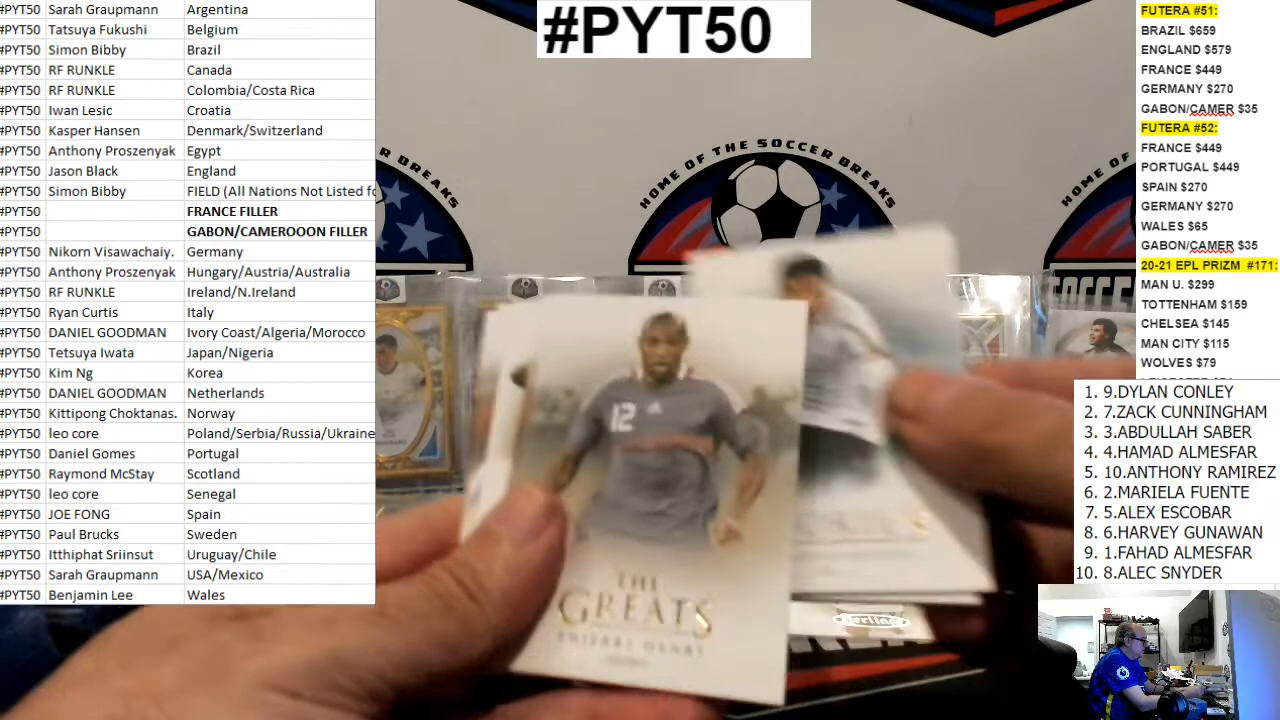 #PYT50 Sarah Graupmann Argentina
#PYT50 Tatsuya Fukushi Belgium
#PYT50 Simon Bibby Brazil
#PYT50 RF RUNKLE Canada
#PYT50 RF RUNKLE Colombia/Costa Rica
#PYT50 Iwan Lesic Croatia
#PYT50 Kasper Hansen Denmark/Switzerland
#PYT50 Anthony Proszenyak Egypt
#PYT50 Jason Black England
#PYT50 Simon Bibby FIELD (All Nations Not Listed fo
#PYT50 FRANCE FILLER
#PYT50 GABON/CAMEROOON FILLER
#PYT50 Nikorn Visawachaiy. Germany
#PYT50 Anthony Proszenyak Hungary/Austria/Australia
#PYT50 RF RUNKLE Ireland/N.Ireland
#PYT50 Ryan Curtis Italy
#PYT50 DANIEL GOODMAN Ivory Coast/Algeria/Morocco
#PYT50 Tetsuya Iwata Japan/Nigeria
#PYT50 Kim Ng Korea
#PYT50 DANIEL GOODMAN Netherlands
#PYT50 Kittipong Choktanas. Norway
#PYT50 leo core Poland/Serbia/Russia/Ukraine
#PYT50 Daniel Gomes Portugal
#PYT50 Raymond McStay Scotland
#PYT50 leo core Senegal
#PYT50 JOE FONG Spain
#PYT50 Paul Brucks Sweden
#PYT50 Itthiphat Sriinsut Uruguay/Chile
#PYT50 Sarah Graupmann USA/Mexico
#PYT50 Benjamin Lee Wales
#PYT50
HOME OF THE SOCCER BREAKS
SOCCER BREAKS
HOME OF
SOCCER
12
THE
GREATS
THIERRY HENRY
FUTERA #51:
BRAZIL $659
ENGLAND $579
FRANCE $449
GERMANY $270
GABON/CAMER $35
FUTERA #52:
FRANCE $449
PORTUGAL $449
SPAIN $270
GERMANY $270
WALES $65
GABON/CAMER $35
20-21 EPL PRIZM #171:
MAN U. $299
TOTTENHAM $159
CHELSEA $145
MAN CITY $115
WOLVES $79
1. 9.DYLAN CONLEY
2. 7.ZACK CUNNINGHAM
3. 3.ABDULLAH SABER
4. 4.HAMAD ALMESFAR
5. 10.ANTHONY RAMIREZ
6. 2.MARIELA FUENTE
7. 5.ALEX ESCOBAR
8. 6.HARVEY GUNAWAN
9. 1.FAHAD ALMESFAR
10. 8.ALEC SNYDER